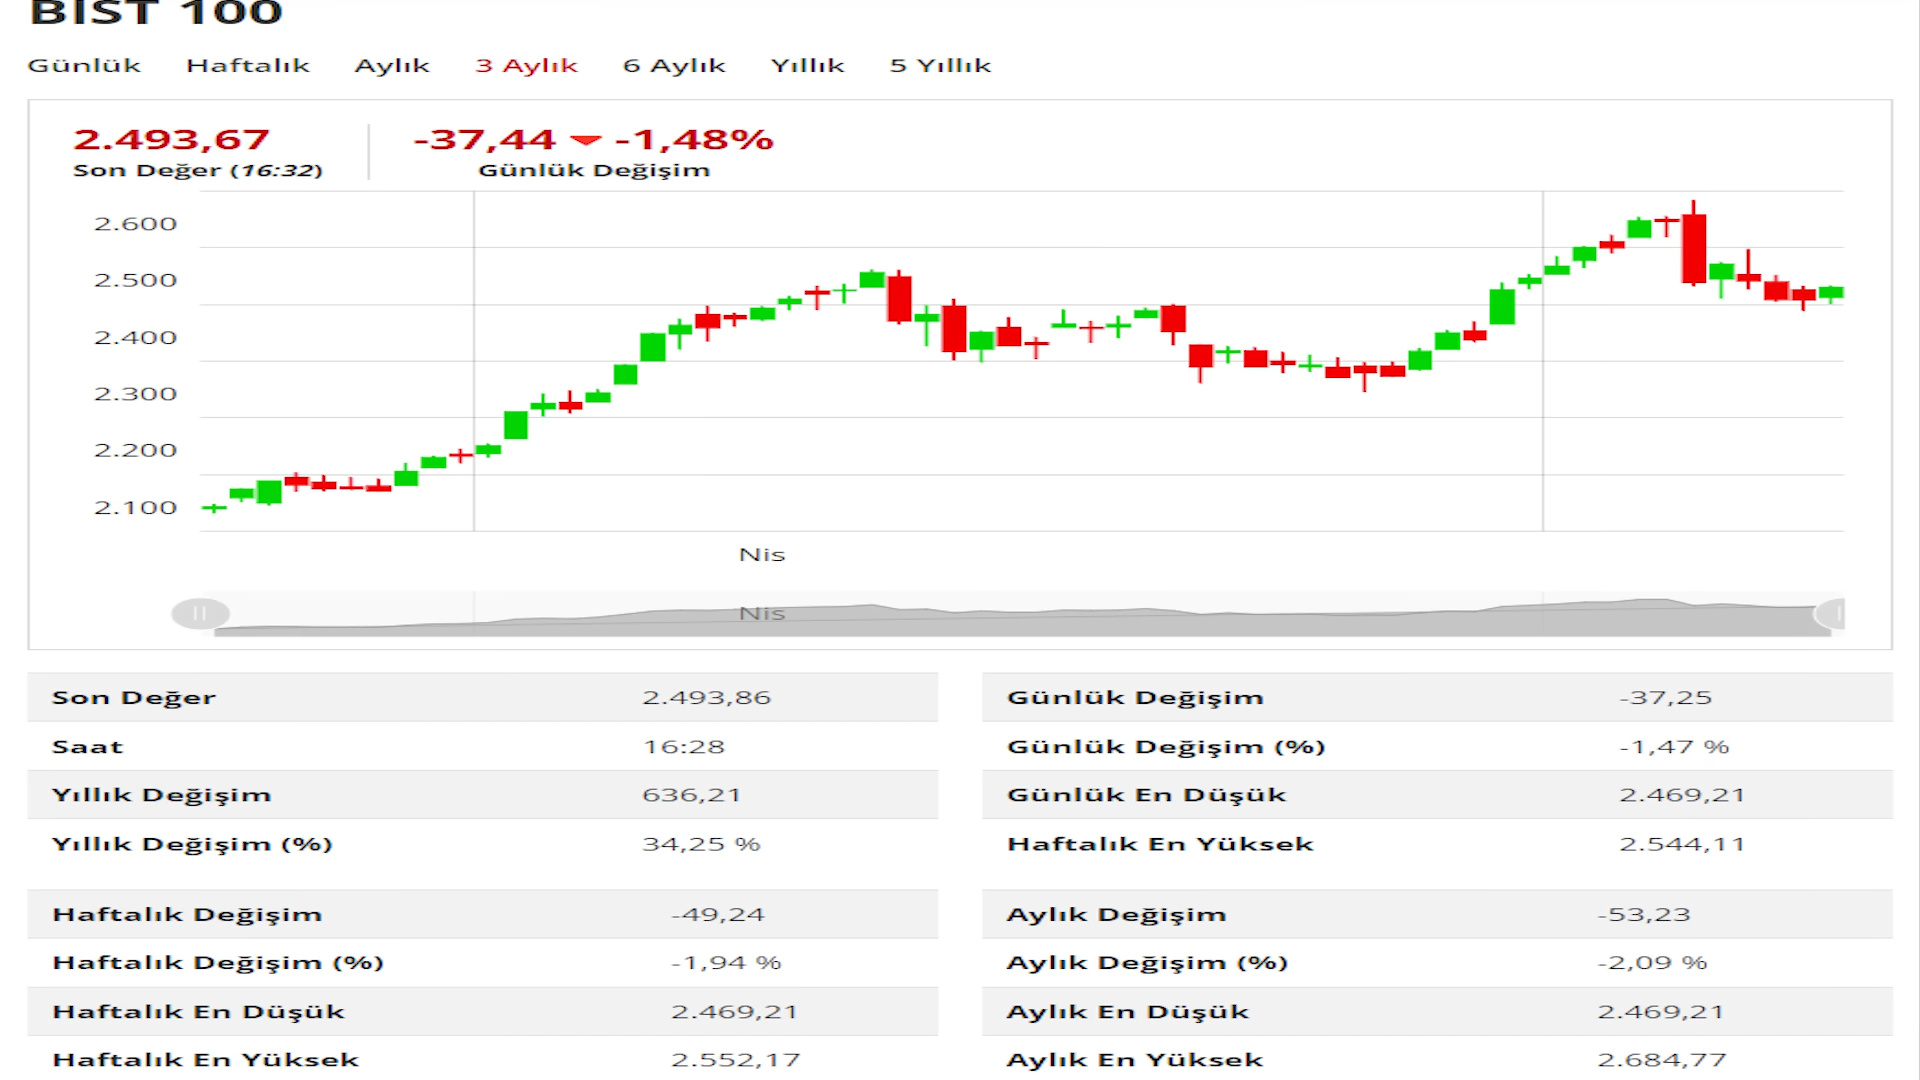 BIST 100
Günlük Haftalık Aylık 3 Aylık 6 Aylık Yıllık 5 Yıllık
2.493,67 -37,44 -1,48%
Son Değer (16:32) Günlük Değişim
2.600
2.500
2.400
2.300
2.200
2.100
Nis
Nis
Son Değer 2.493,86 Günlük Değişim -37,25
Saat 16:28 Günlük Değişim (%) -1,47 %
Yıllık Değişim 636,21 Günlük En Düşük 2.469,21
Yıllık Değişim (%) 34,25 % Haftalık En Yüksek 2.544,11
Haftalık Değişim -49,24 Aylık Değişim -53,23
Haftalık Değişim (%) -1,94 % Aylık Değişim (%) -2,09 %
Haftalık En Düşük 2.469,21 Aylık En Düşük 2.469,21
Haftalık En Yüksek 2.552,17 Aylık En Yüksek 2.684,77